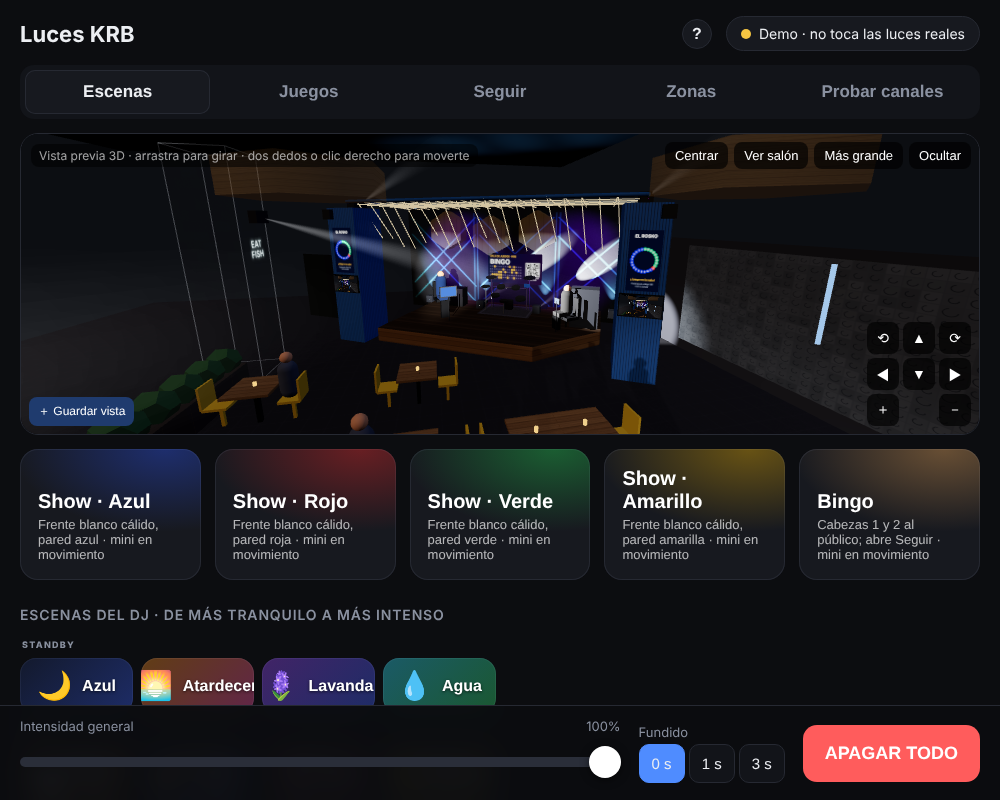 Luces KRB
?
Demo · no toca las luces reales
Escenas
Juegos
Seguir
Zonas
Probar canales
Vista previa 3D · arrastra para girar · dos dedos o clic derecho para moverte
Centrar
Ver salón
Más grande
Ocultar
EAT
FISH
BINGO
+ Guardar vista
Show · Azul
Frente blanco cálido,
pared azul · mini en
movimiento
Show · Rojo
Frente blanco cálido,
pared roja · mini en
movimiento
Show · Verde
Frente blanco cálido,
pared verde · mini en
movimiento
Show ·
Amarillo
Frente blanco cálido,
pared amarilla · mini en
movimiento
Bingo
Cabezas 1 y 2 al
público; abre Seguir ·
mini en movimiento
ESCENAS DEL DJ · DE MÁS TRANQUILO A MÁS INTENSO
STANDBY
Azul
Atardecer
Lavanda
Agua
Intensidad general
100%
Fundido
0 s
1 s
3 s
APAGAR TODO